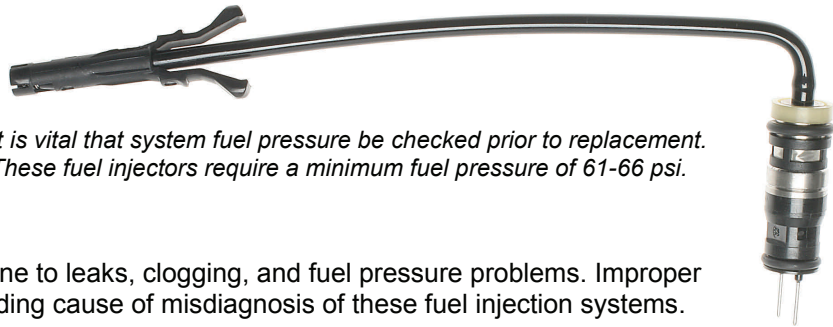 t is vital that system fuel pressure be checked prior to replacement.
These fuel injectors require a minimum fuel pressure of 61-66 psi.
ne to leaks, clogging, and fuel pressure problems. Improper
ding cause of misdiagnosis of these fuel injection systems.